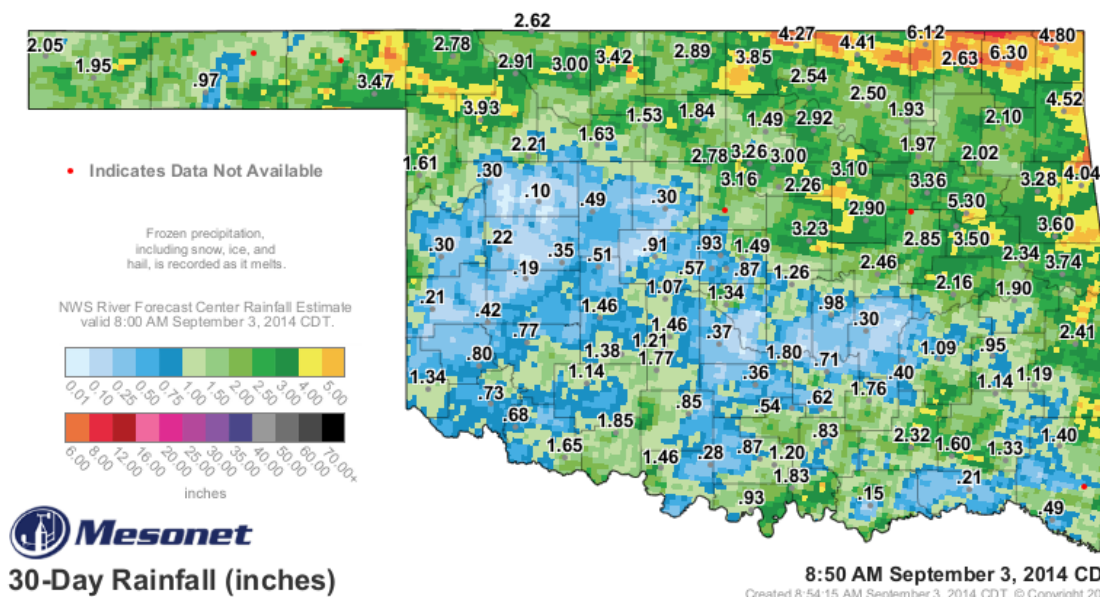 2.62
4.27 6.12 4.80
2.05 2.78 2.89 4.41
2.91 3.00 3.42 3.85 2.63 6.30
1.95 2.54
.97 3.47 2.50 4.52
3.93 1.53 1.84 1.49 2.92 1.93 2.10
1.63
2.21 1.97 2.02
1.61 2.78 3.26 3.00
.30 3.16 2.26 3.10 3.36 3.28 4.04
Indicates Data Not Available
.10 .49 .30 2.90 5.30
3.23 3.60
Frozen precipitation,
including snow, ice, and
hail, is recorded as it melts.
.30 .22 .35 .51 .91 .93 1.49 2.85 3.50
.19 .57 .87 1.26 2.46 2.34 3.74
.21 1.07 1.34 2.16 1.90
NWS River Forecast Center Rainfall Estimate
valid 8:00 AM September 3, 2014 CDT.
.42 1.46 .98
.77 1.46 .37 .30 2.41
.80 1.38 1.21 1.80 .71 1.09 .95
1.77
1.34 1.14 .36 .40 1.14 1.19
0.01 0.10 0.25 0.50 0.75 1.00 1.50 2.00 2.50 3.00 4.00 5.00
.73 .85 .54 .62 1.76
.68 1.85 .83 2.32
1.65 1.46 .28 .87 1.20 1.60 1.33 1.40
6.00 8.00 12.00 16.00 20.00 25.00 30.00 35.00 40.00 50.00 60.00 70.00+
1.83 .21
inches
.93 .15 .49
Mesonet
30-Day Rainfall (inches)
8:50 AM September 3, 2014 CD
Created 8:54:15 AM September 3, 2014 CDT. © Copyright 20